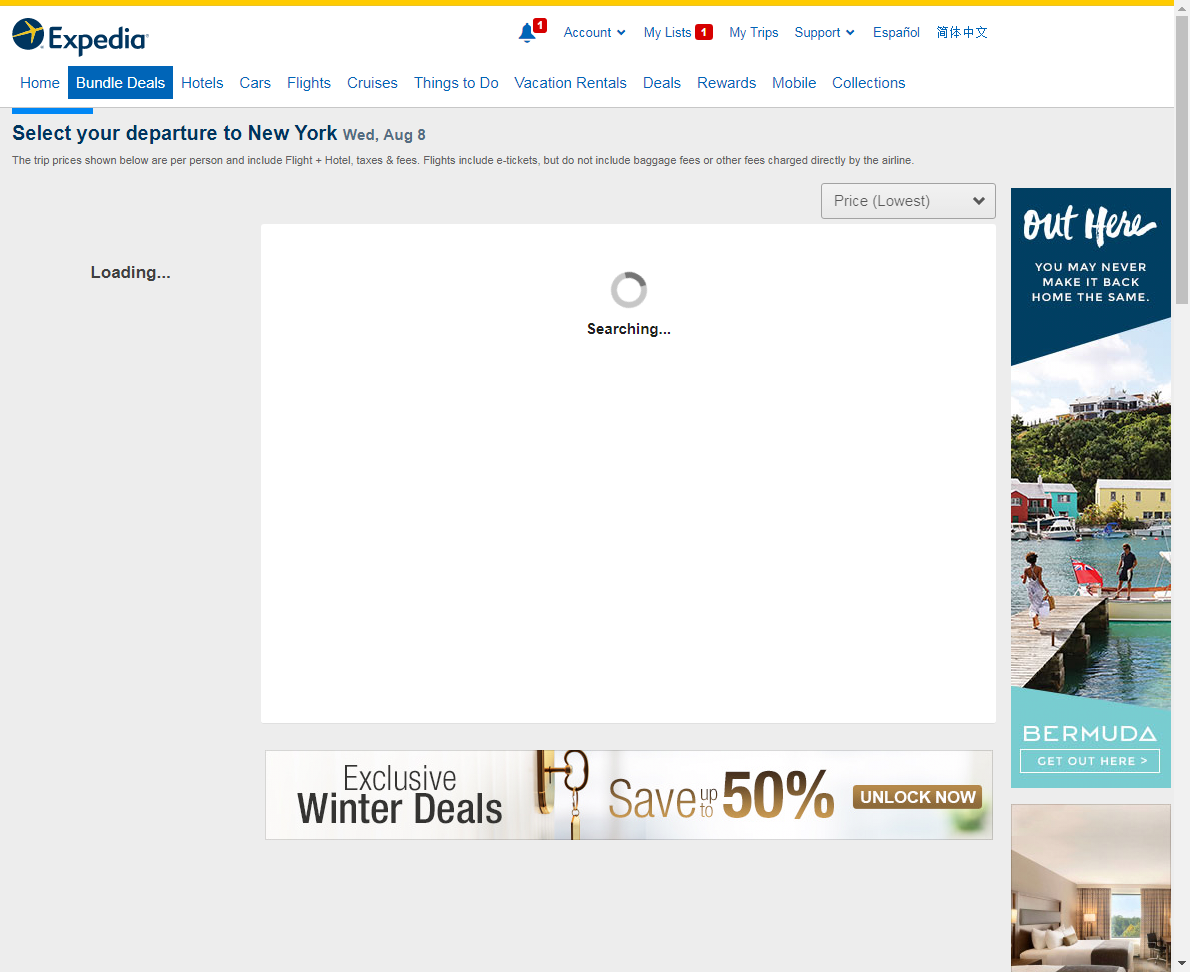 Expedia
1
Account
My Lists 1
My Trips
Support
Español
简体中文
Home
Bundle Deals
Hotels
Cars
Flights
Cruises
Things to Do
Vacation Rentals
Deals
Rewards
Mobile
Collections
Select your departure to New York Wed, Aug 8
The trip prices shown below are per person and include Flight + Hotel, taxes & fees. Flights include e-tickets, but do not include baggage fees or other fees charged directly by the airline.
Price (Lowest)
Loading...
Searching...
Out Here
YOU MAY NEVER
MAKE IT BACK
HOME THE SAME.
BERMUDA
GET OUT HERE >
Exclusive
Winter Deals
Save up to 50%
UNLOCK NOW